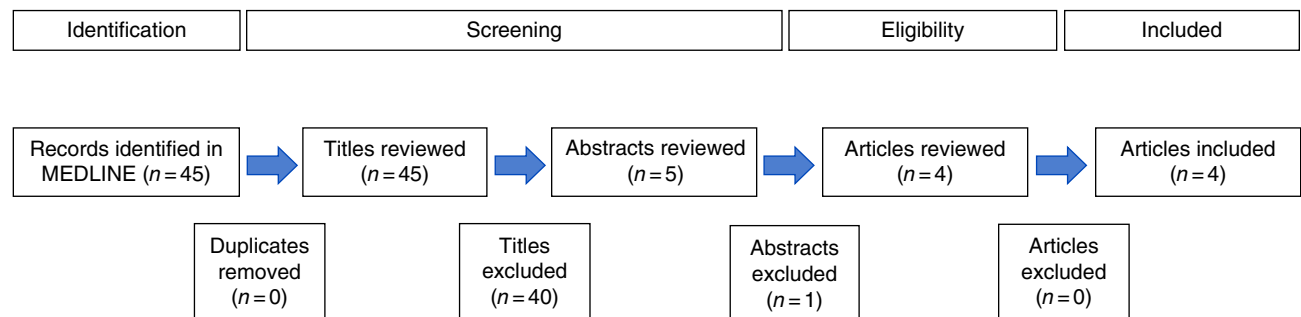 Identification
Screening
Eligibility
Included
Records identified in
MEDLINE (n = 45)
Titles reviewed
(n = 45)
Abstracts reviewed
(n = 5)
Articles reviewed
(n = 4)
Articles included
(n = 4)
Duplicates
removed
(n = 0)
Titles
excluded
(n = 40)
Abstracts
excluded
(n = 1)
Articles
excluded
(n = 0)